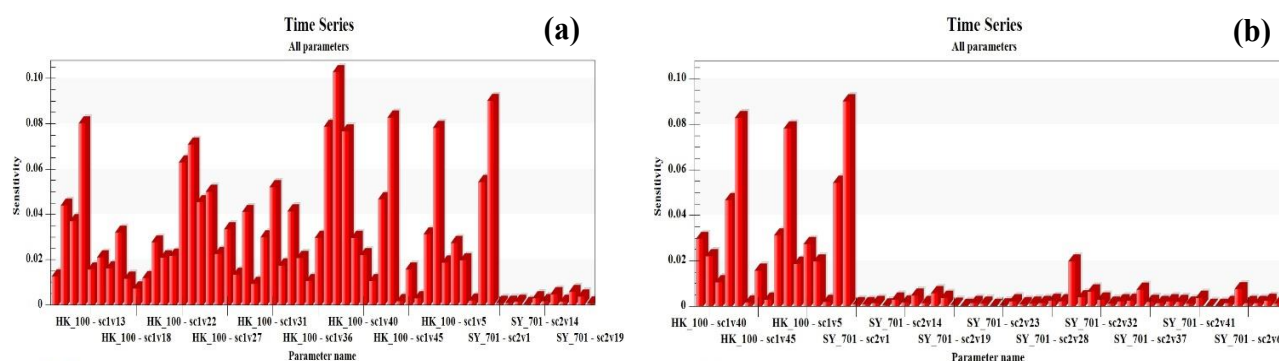 Time Series
(a)
All parameters
Sensitivity
0.10
0.08
0.06
0.04
0.02
0
HK_100 - sc1v13
HK_100 - sc1v22
HK_100 - sc1v31
HK_100 - sc1v40
HK_100 - sc1v5
SY_701 - sc2v14
HK_100 - sc1v18
HK_100 - sc1v27
HK_100 - sc1v36
HK_100 - sc1v45
SY_701 - sc2v1
SY_701 - sc2v19
Parameter name
Time Series
(b)
All parameters
Sensitivity
0.10
0.08
0.06
0.04
0.02
0
HK_100 - sc1v40
HK_100 - sc1v5
SY_701 - sc2v14
SY_701 - sc2v23
SY_701 - sc2v32
SY_701 - sc2v41
HK_100 - sc1v45
SY_701 - sc2v1
SY_701 - sc2v19
SY_701 - sc2v28
SY_701 - sc2v37
SY_701 - sc2v6
Parameter name